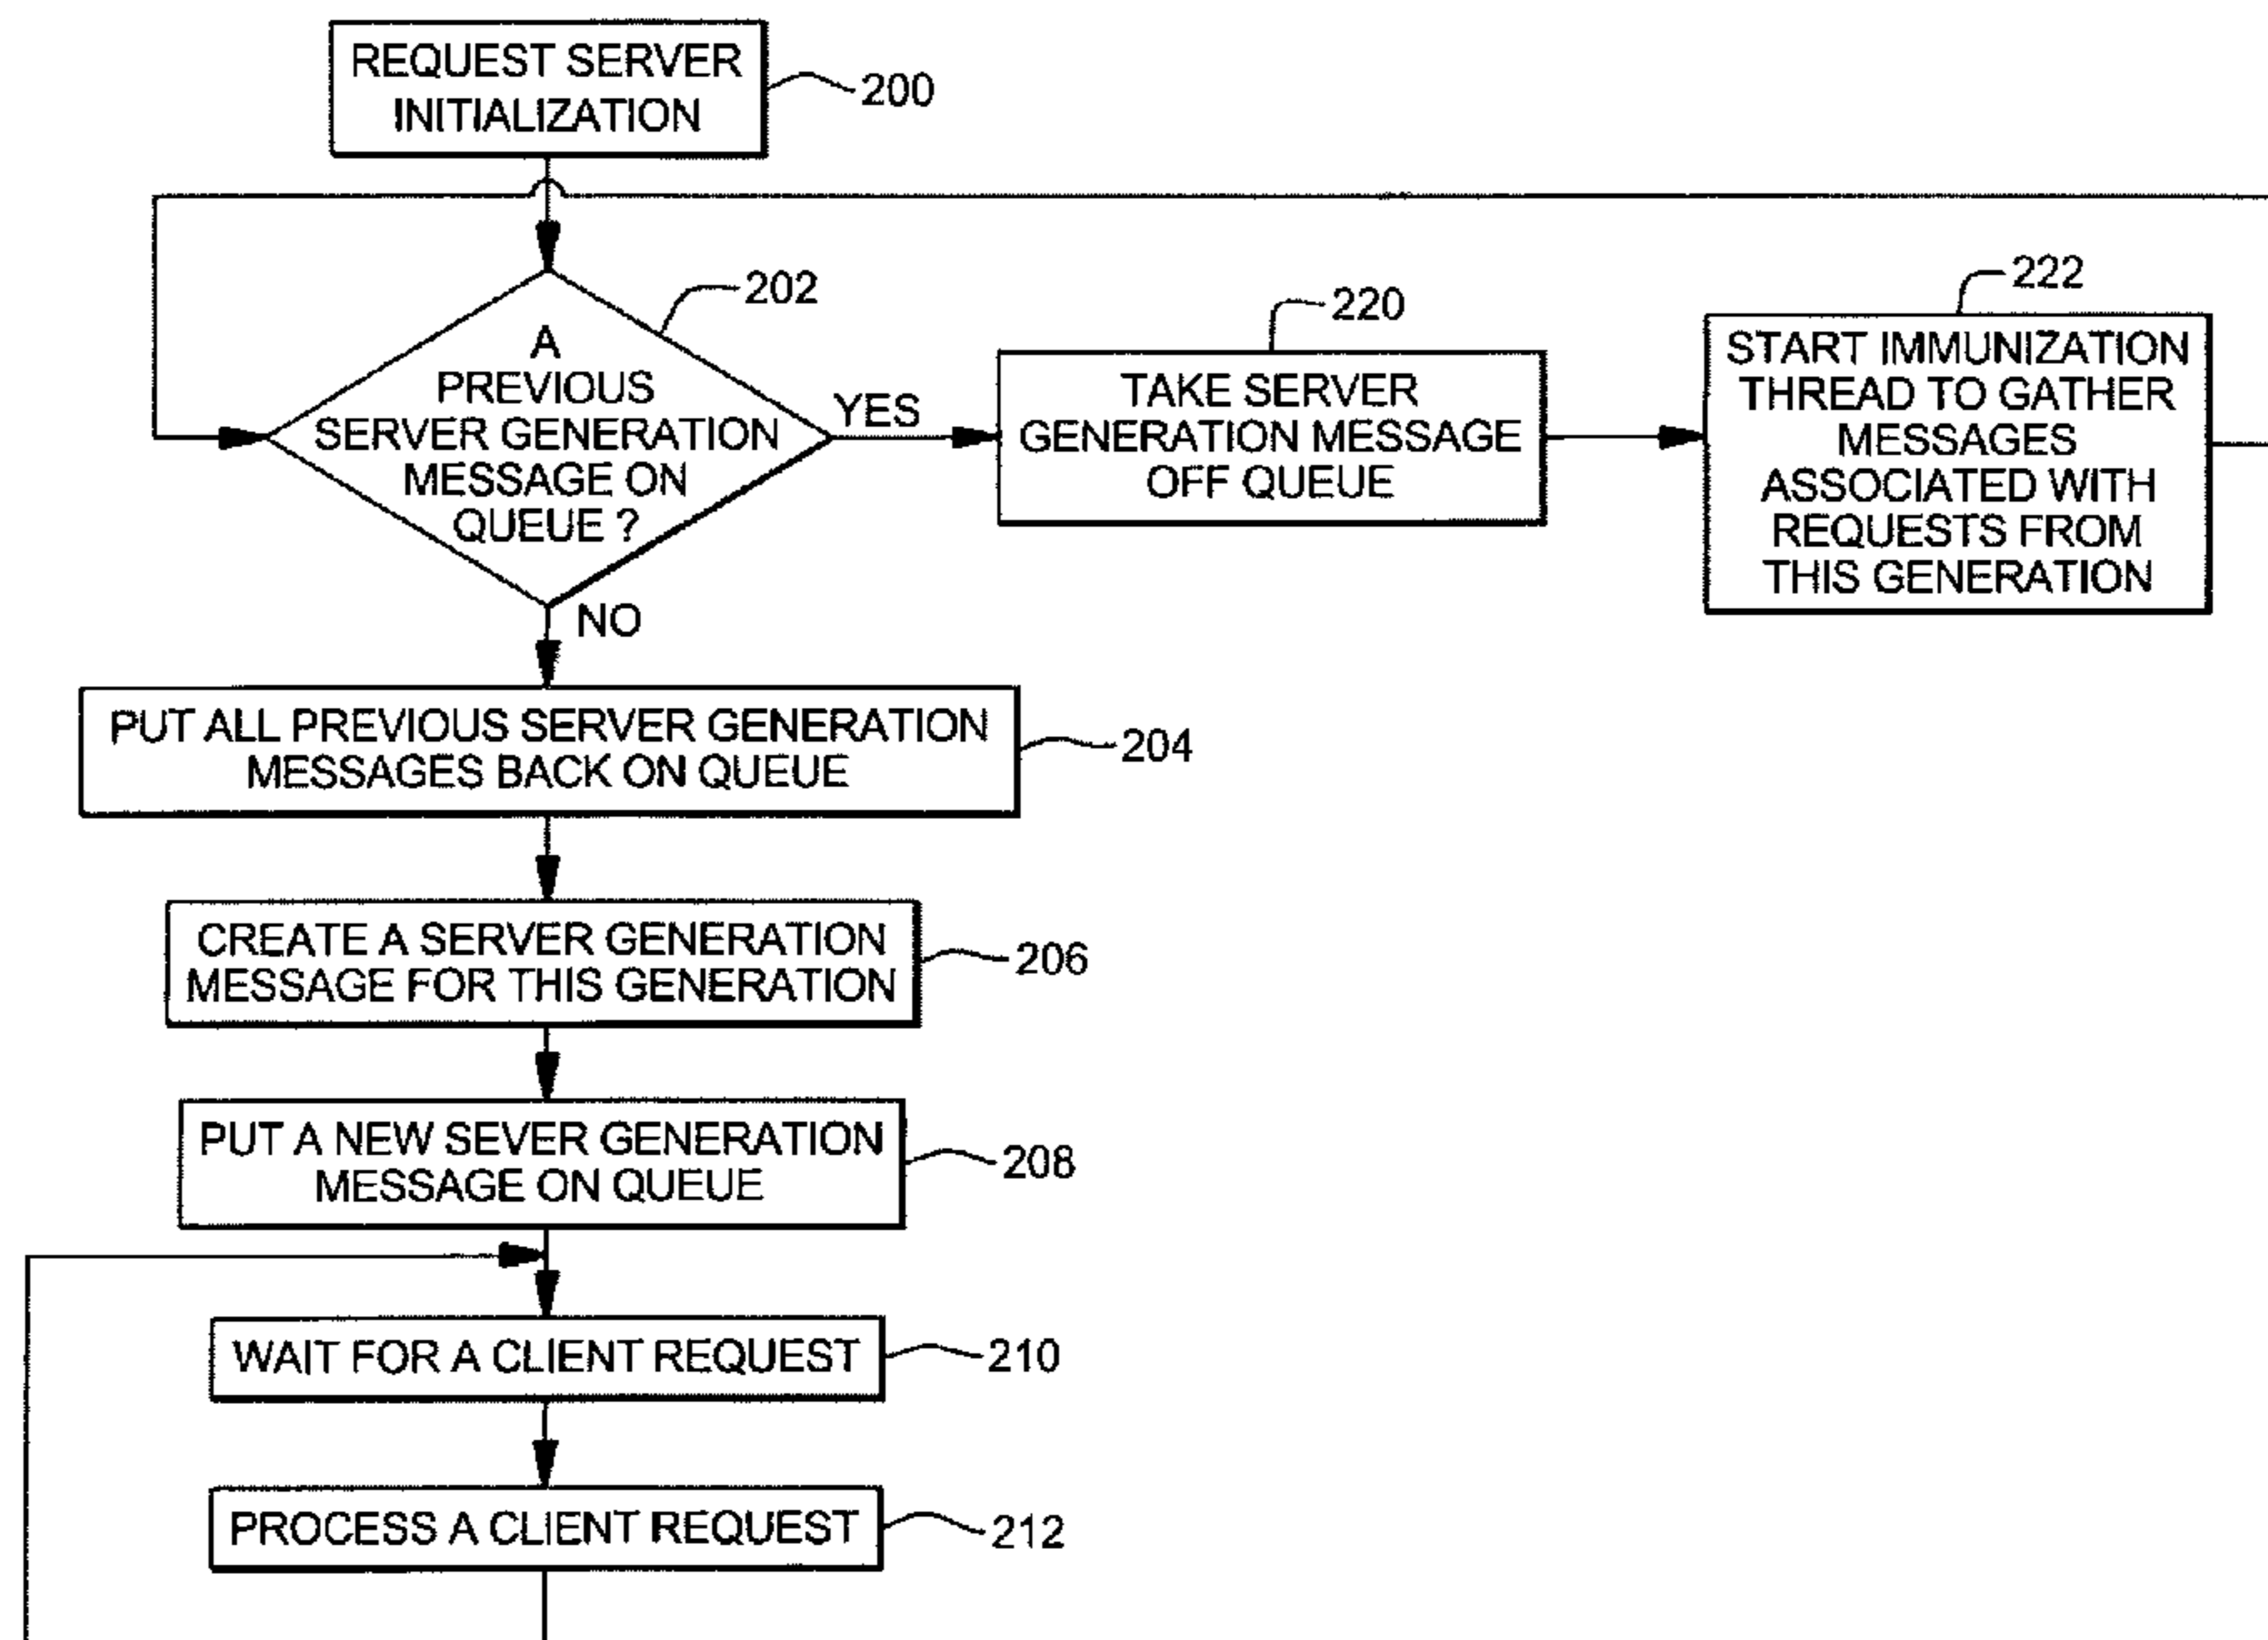 REQUEST SERVER
INITIALIZATION
200
202
A
PREVIOUS
SERVER GENERATION
MESSAGE ON
QUEUE ?
YES
NO
220
TAKE SERVER
GENERATION MESSAGE
OFF QUEUE
222
START IMMUNIZATION
THREAD TO GATHER
MESSAGES
ASSOCIATED WITH
REQUESTS FROM
THIS GENERATION
PUT ALL PREVIOUS SERVER GENERATION
MESSAGES BACK ON QUEUE
204
CREATE A SERVER GENERATION
MESSAGE FOR THIS GENERATION
206
PUT A NEW SEVER GENERATION
MESSAGE ON QUEUE
208
WAIT FOR A CLIENT REQUEST
210
PROCESS A CLIENT REQUEST
212